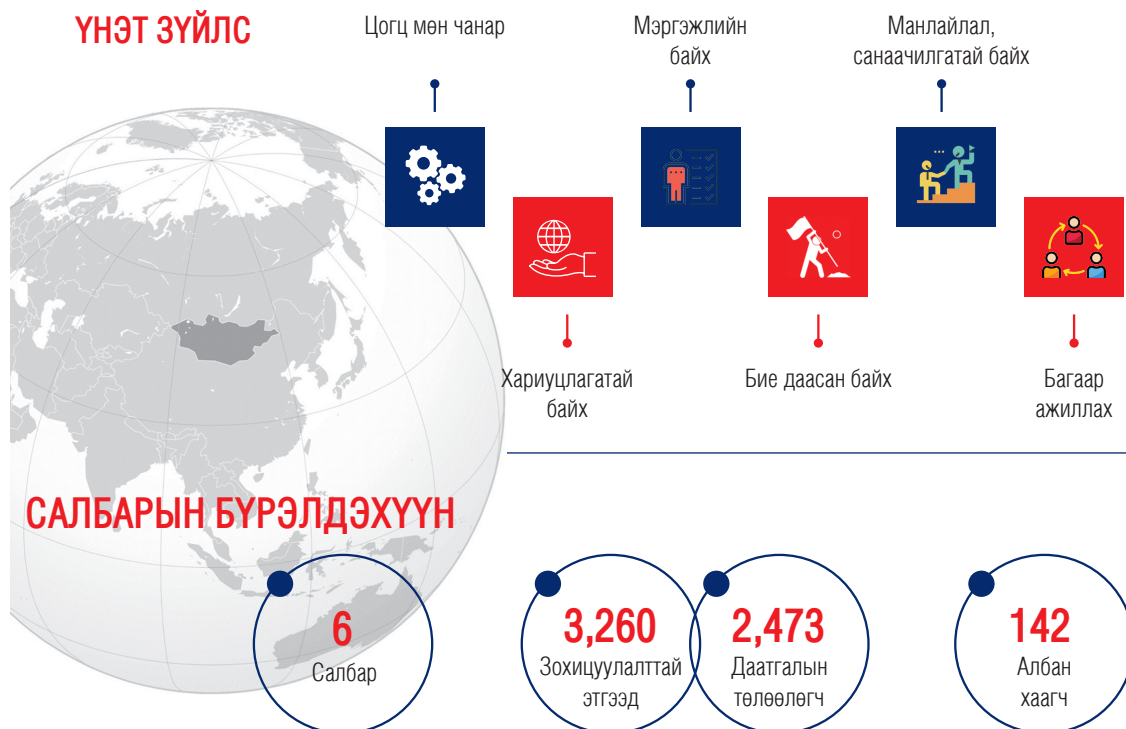 ҮНЭТ ЗҮЙЛС
Цогц мөн чанар
Мэргэжлийн
байх
Манлайлал,
санаачилгатай байх
Хариуцлагатай
байх
Бие даасан байх
Багаар
ажиллах
САЛБАРЫН БҮРЭЛДЭХҮҮН
6
Салбар
3,260
Зохицуулалттай
этгээд
2,473
Даатгалын
төлөөлөгч
142
Албан
хаагч